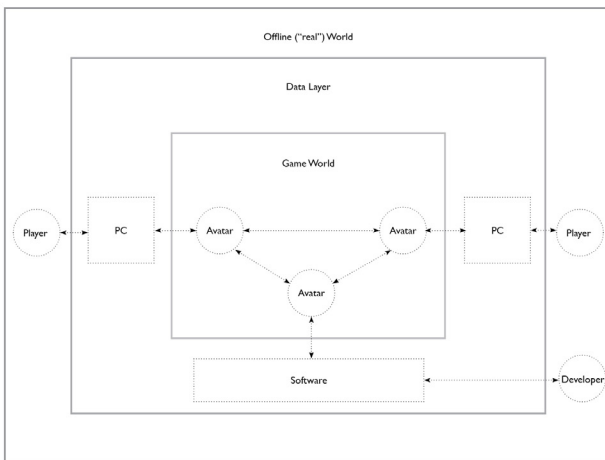 Offline (“real”) World
Data Layer
Game World
Player
PC
Avatar
Avatar
PC
Player
Avatar
Software
Developer